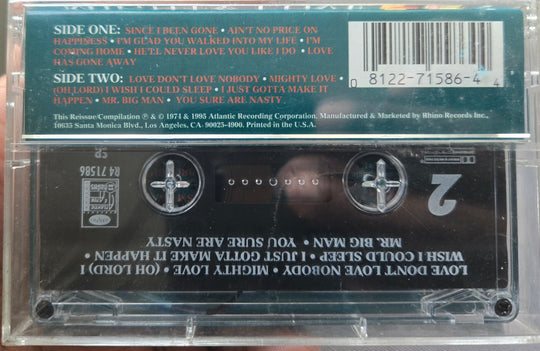 SIDE ONE: SINCE I BEEN GONE • AIN'T NO PRICE ON
HAPPINESS • I'M GLAD YOU WALKED INTO MY LIFE • I'M
COMING HOME • HE'LL NEVER LOVE YOU LIKE I DO • LOVE
HAS GONE AWAY
SIDE TWO: LOVE DON'T LOVE NOBODY • MIGHTY LOVE •
(OH LORD) I WISH I COULD SLEEP • I JUST GOTTA MAKE IT
HAPPEN • MR. BIG MAN • YOU SURE ARE NASTY
0 8122-71586-4 4
This Reissue/Compilation ℗ & © 1974 & 1995 Atlantic Recording Corporation, Manufactured & Marketed by Rhino Records Inc.,
10635 Santa Monica Blvd., Los Angeles, CA 90025-4900. Printed in the U.S.A.
2
R4 71586
SR
LOVE DON'T LOVE NOBODY • MIGHTY LOVE • (OH LORD) I
WISH I COULD SLEEP • I JUST GOTTA MAKE IT HAPPEN •
MR. BIG MAN • YOU SURE ARE NASTY